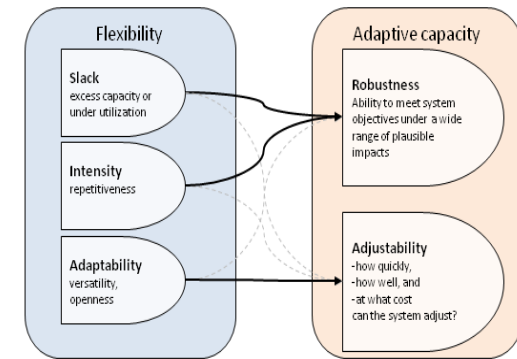 Flexibility
Slack
excess capacity or
under utilization
Intensity
repetitiveness
Adaptability
versatility,
openness
Adaptive capacity
Robustness
Ability to meet system
objectives under a wide
range of plausible
impacts
Adjustability
-how quickly,
-how well, and
-at what cost
can the system adjust?